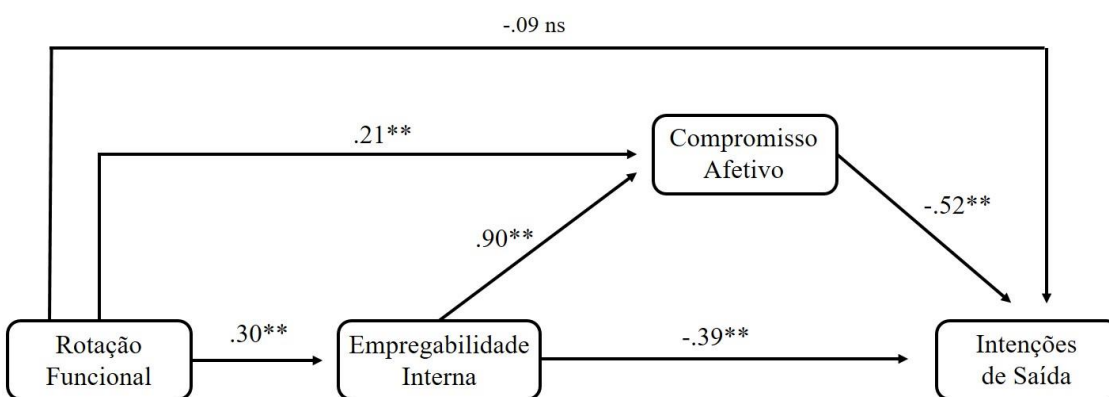 -.09 ns
.21**
Compromisso
Afetivo
.90**
-.52**
.30**
-.39**
Rotação
Funcional
Empregabilidade
Interna
Intenções
de Saída